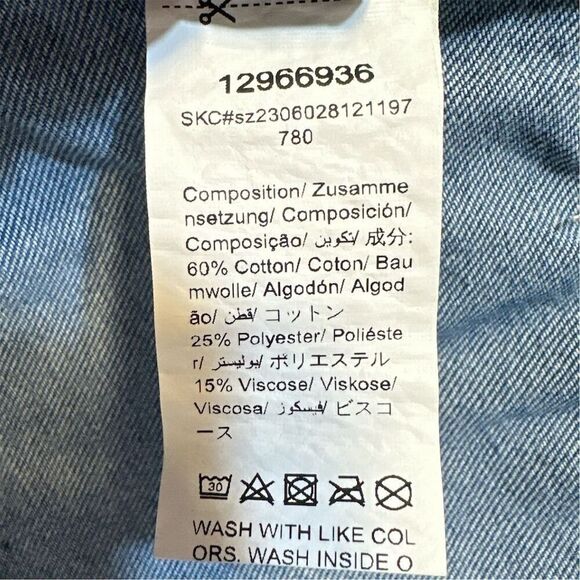 12966936
SKC#sz2306028121197
780
Composition/ Zusamme
nsetzung/ Composición/
Composição/ تكوين/ 成分:
60% Cotton/ Coton/ Bau
mwolle/ Algodón/ Algod
ão/ قطن/ コットン
25% Polyester/ Poliéste
r/ بوليستر/ ポリエステル
15% Viscose/ Viskose/
Viscosa/ فيسكوز/ ビスコ
ース
30
WASH WITH LIKE COL
ORS. WASH INSIDE O